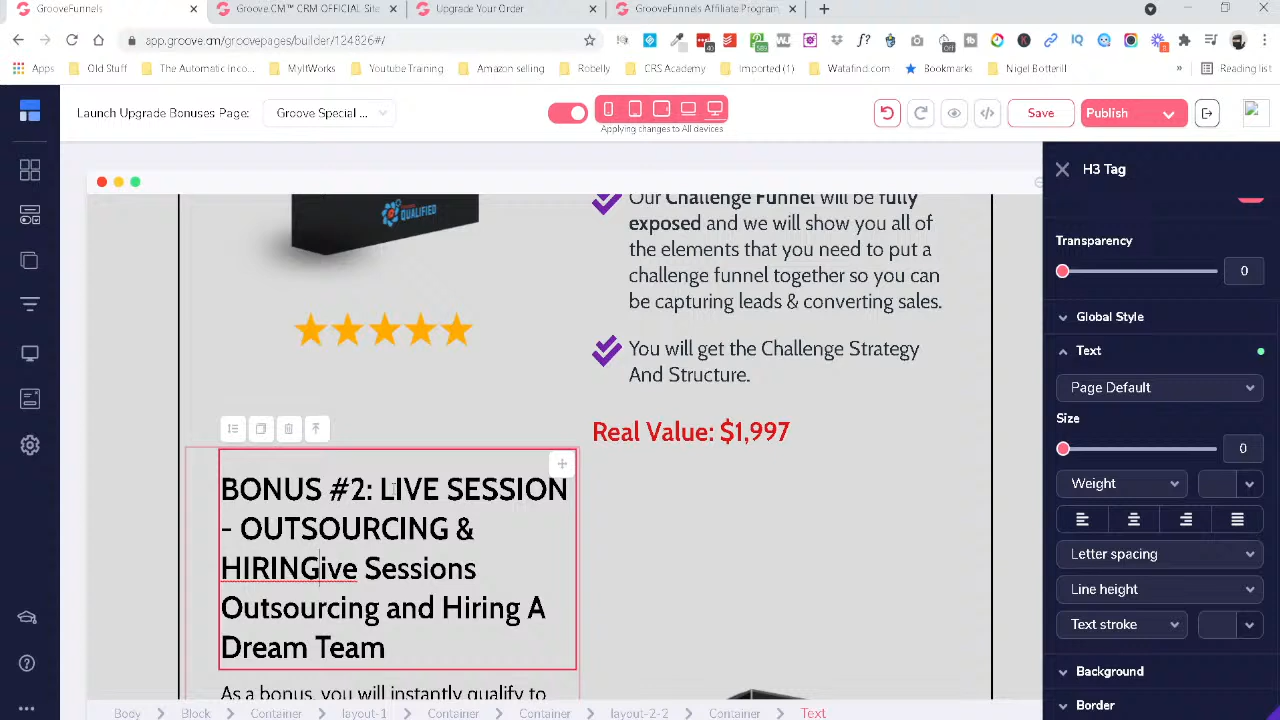 GrooveFunnels
Groove.CM™ CRM OFFICIAL Site
Upgrade Your Order
GrooveFunnels Affiliate Program
app.groove.cm/groovepages/builder/124826#/
Apps
Old Stuff
The Automatic Inco...
MyItWorks
Youtube Training
Amazon selling
Robelly
CRS Academy
Imported (1)
Watafind.com
Bookmarks
Nigel Botterill
»
Reading list
Launch Upgrade Bonuses Page:
Groove Special ...
Applying changes to All devices
Save
Publish
H3 Tag
QUALIFIED
Our Challenge Funnel will be fully
exposed and we will show you all of
the elements that you need to put a
challenge funnel together so you can
be capturing leads & converting sales.
You will get the Challenge Strategy
And Structure.
Real Value: $1,997
BONUS #2: LIVE SESSION
- OUTSOURCING &
HIRINGive Sessions
Outsourcing and Hiring A
Dream Team
As a bonus, you will instantly qualify to
Transparency
0
Global Style
Text
Page Default
Size
0
Weight
Letter spacing
Line height
Text stroke
Background
Border
Body
Block
Container
layout-1
Container
Container
layout-2-2
Container
Text